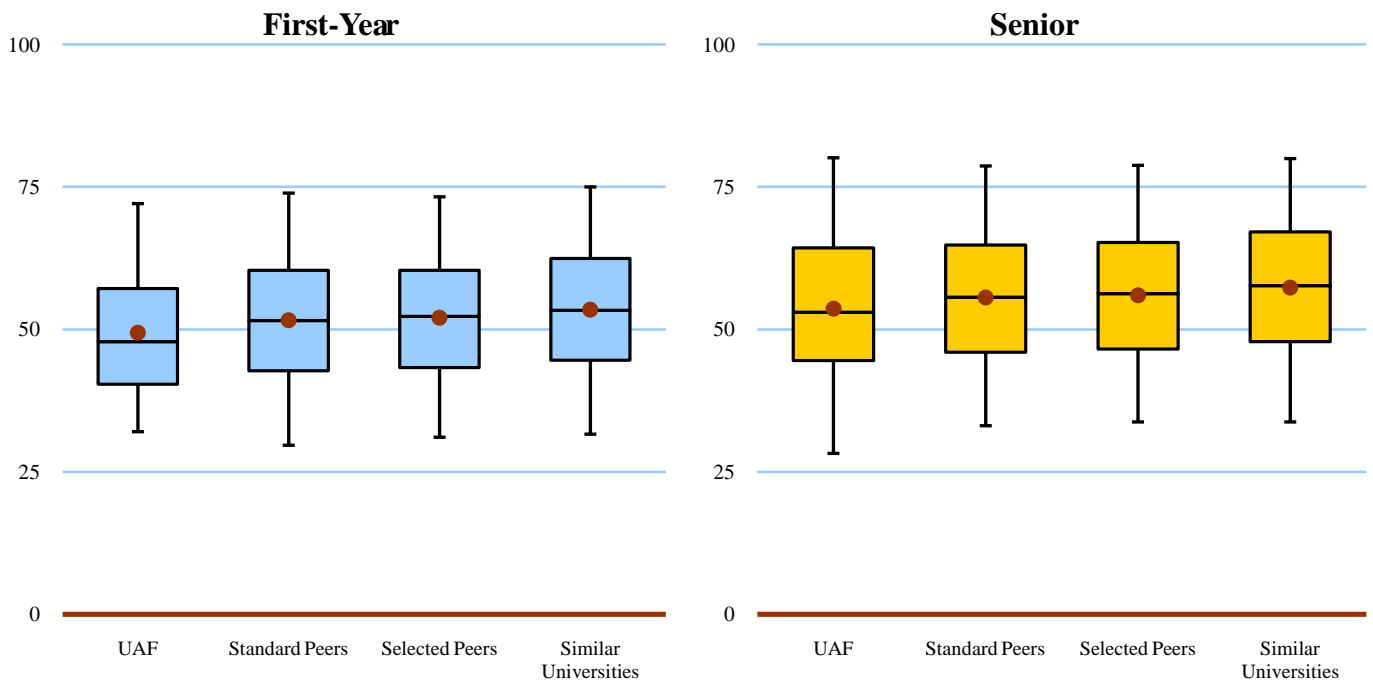 First-Year
100
75
50
25
0
UAF
Standard Peers
Selected Peers
Similar
Universities
Senior
100
75
50
25
0
UAF
Standard Peers
Selected Peers
Similar
Universities